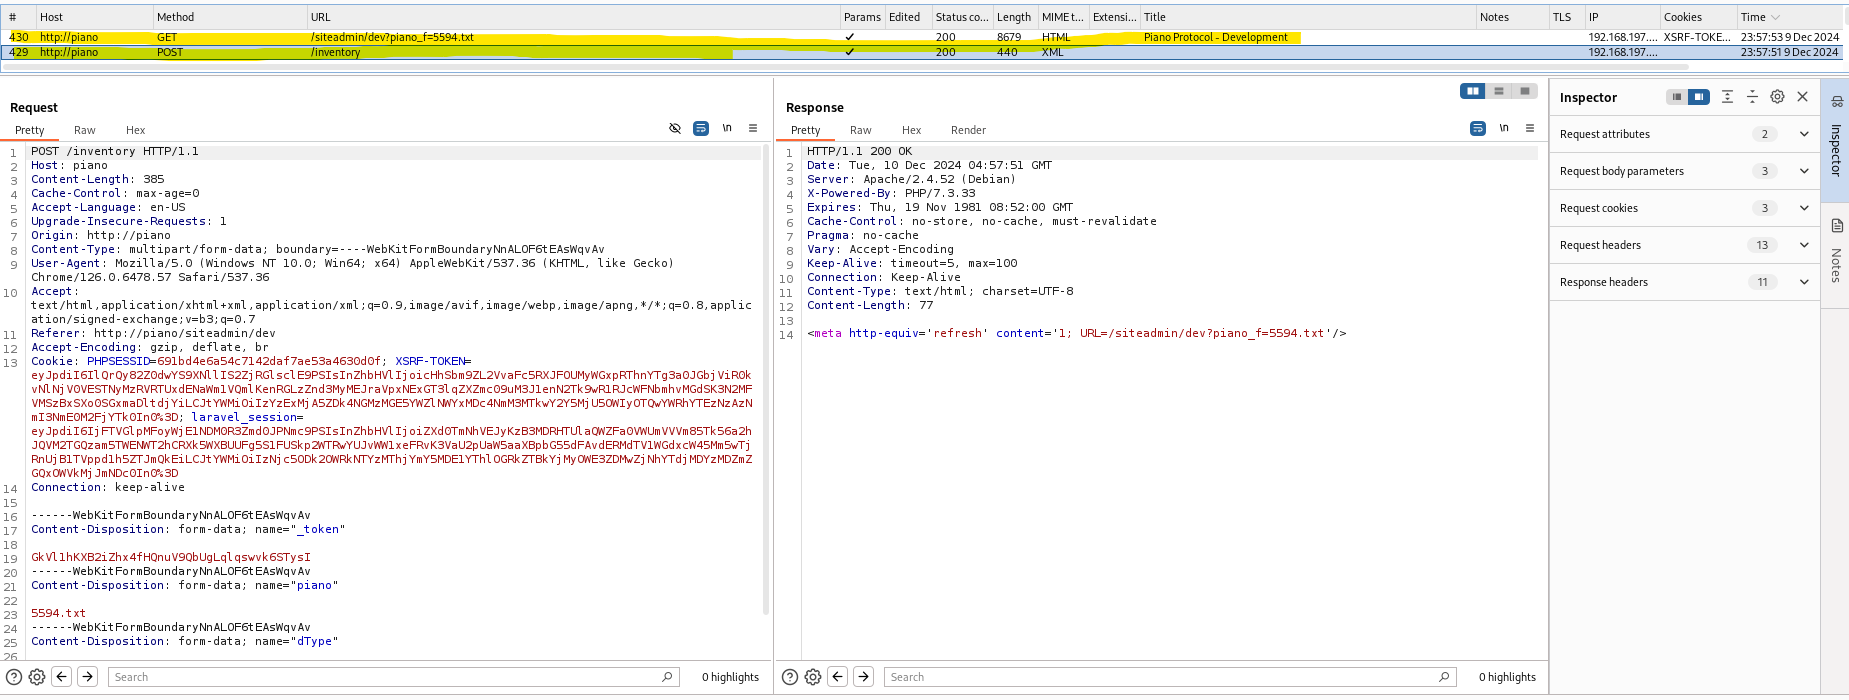 # Host Method URL Params Edited Status co... Length MIME t... Extensi... Title Notes TLS IP Cookies Time
430 http://piano GET /siteadmin/dev?piano_f=5594.txt ✓ 200 8679 HTML Piano Protocol - Development 192.168.197.... XSRF-TOKE... 23:57:53 9 Dec 2024
429 http://piano POST /inventory ✓ 200 440 XML 192.168.197.... 23:57:51 9 Dec 2024
Request
Pretty Raw Hex
\n
1 POST /inventory HTTP/1.1
2 Host: piano
3 Content-Length: 385
4 Cache-Control: max-age=0
5 Accept-Language: en-US
6 Upgrade-Insecure-Requests: 1
7 Origin: http://piano
8 Content-Type: multipart/form-data; boundary=----WebKitFormBoundaryNnALOF6tEAsWqvAv
9 User-Agent: Mozilla/5.0 (Windows NT 10.0; Win64; x64) AppleWebKit/537.36 (KHTML, like Gecko)
Chrome/126.0.6478.57 Safari/537.36
10 Accept:
text/html,application/xhtml+xml,application/xml;q=0.9,image/avif,image/webp,image/apng,*/*;q=0.8,applic
ation/signed-exchange;v=b3;q=0.7
11 Referer: http://piano/siteadmin/dev
12 Accept-Encoding: gzip, deflate, br
13 Cookie: PHPSESSID=691bd4e6a54c7142daf7ae53a4630d0f; XSRF-TOKEN=
laravel_session=
14 Connection: keep-alive
15
16 ------WebKitFormBoundaryNnALOF6tEAsWqvAv
17 Content-Disposition: form-data; name="_token"
18
19 GkVl1hKXB2iZhx4fHQnuV9QbUgLqlqswvk6STysI
20 ------WebKitFormBoundaryNnALOF6tEAsWqvAv
21 Content-Disposition: form-data; name="piano"
22
23 5594.txt
24 ------WebKitFormBoundaryNnALOF6tEAsWqvAv
25 Content-Disposition: form-data; name="dType"
26
Search
0 highlights
Response
Pretty Raw Hex Render
\n
1 HTTP/1.1 200 OK
2 Date: Tue, 10 Dec 2024 04:57:51 GMT
3 Server: Apache/2.4.52 (Debian)
4 X-Powered-By: PHP/7.3.33
5 Expires: Thu, 19 Nov 1981 08:52:00 GMT
6 Cache-Control: no-store, no-cache, must-revalidate
7 Pragma: no-cache
8 Vary: Accept-Encoding
9 Keep-Alive: timeout=5, max=100
10 Connection: Keep-Alive
11 Content-Type: text/html; charset=UTF-8
12 Content-Length: 77
13
14 <meta http-equiv='refresh' content='1; URL=/siteadmin/dev?piano_f=5594.txt'/>
Search
0 highlights
Inspector
Request attributes 2
Request body parameters 3
Request cookies 3
Request headers 13
Response headers 11
Inspector
Notes